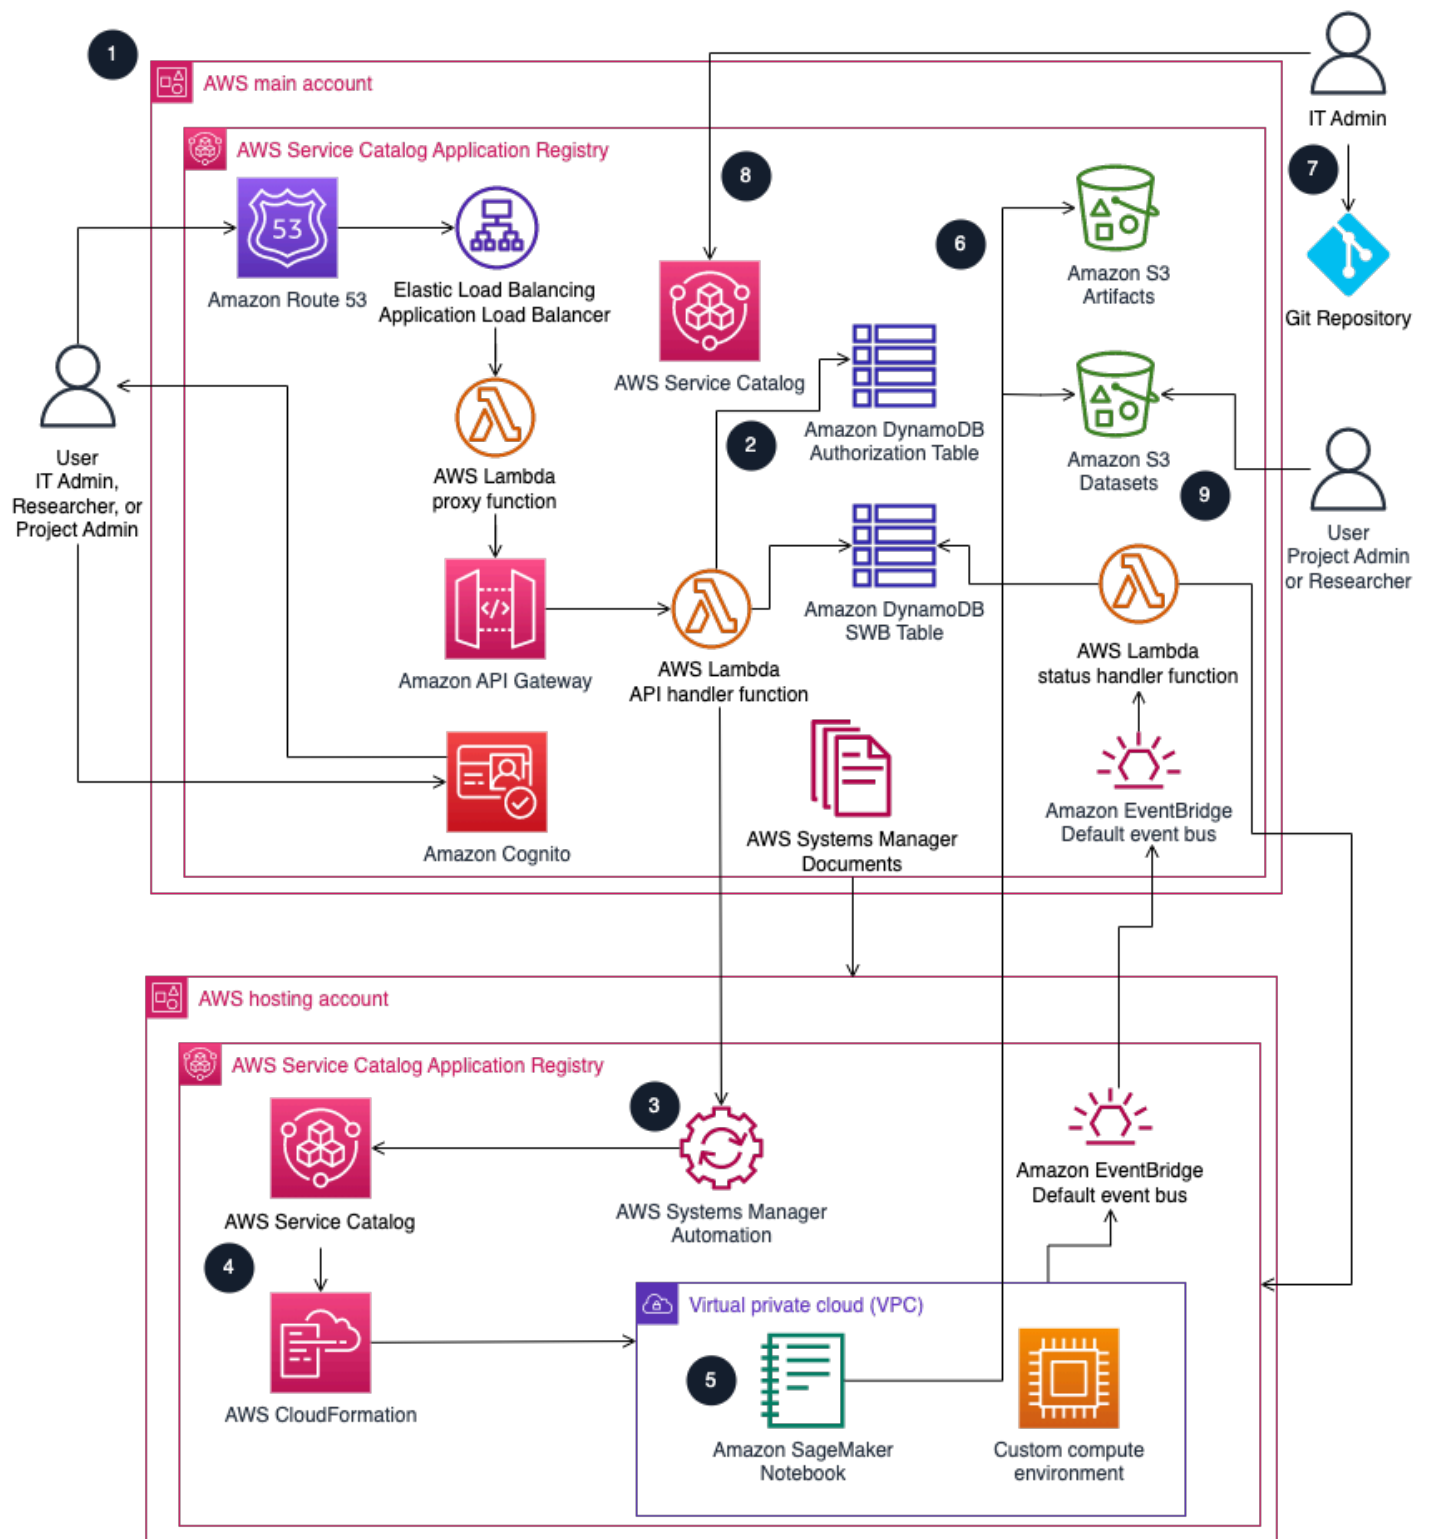 1
AWS main account
IT Admin
AWS Service Catalog Application Registry
8
7
53
6
Amazon Route 53
Elastic Load Balancing
Application Load Balancer
Amazon S3
Artifacts
Git Repository
AWS Service Catalog
User
IT Admin,
Researcher, or
Project Admin
AWS Lambda
proxy function
2
Amazon DynamoDB
Authorization Table
Amazon S3
Datasets
9
User
Project Admin
or Researcher
</>
Amazon API Gateway
AWS Lambda
API handler function
Amazon DynamoDB
SWB Table
AWS Lambda
status handler function
Amazon Cognito
AWS Systems Manager
Documents
Amazon EventBridge
Default event bus
AWS hosting account
AWS Service Catalog Application Registry
3
AWS Service Catalog
AWS Systems Manager
Automation
Amazon EventBridge
Default event bus
4
Virtual private cloud (VPC)
5
AWS CloudFormation
Amazon SageMaker
Notebook
Custom compute
environment